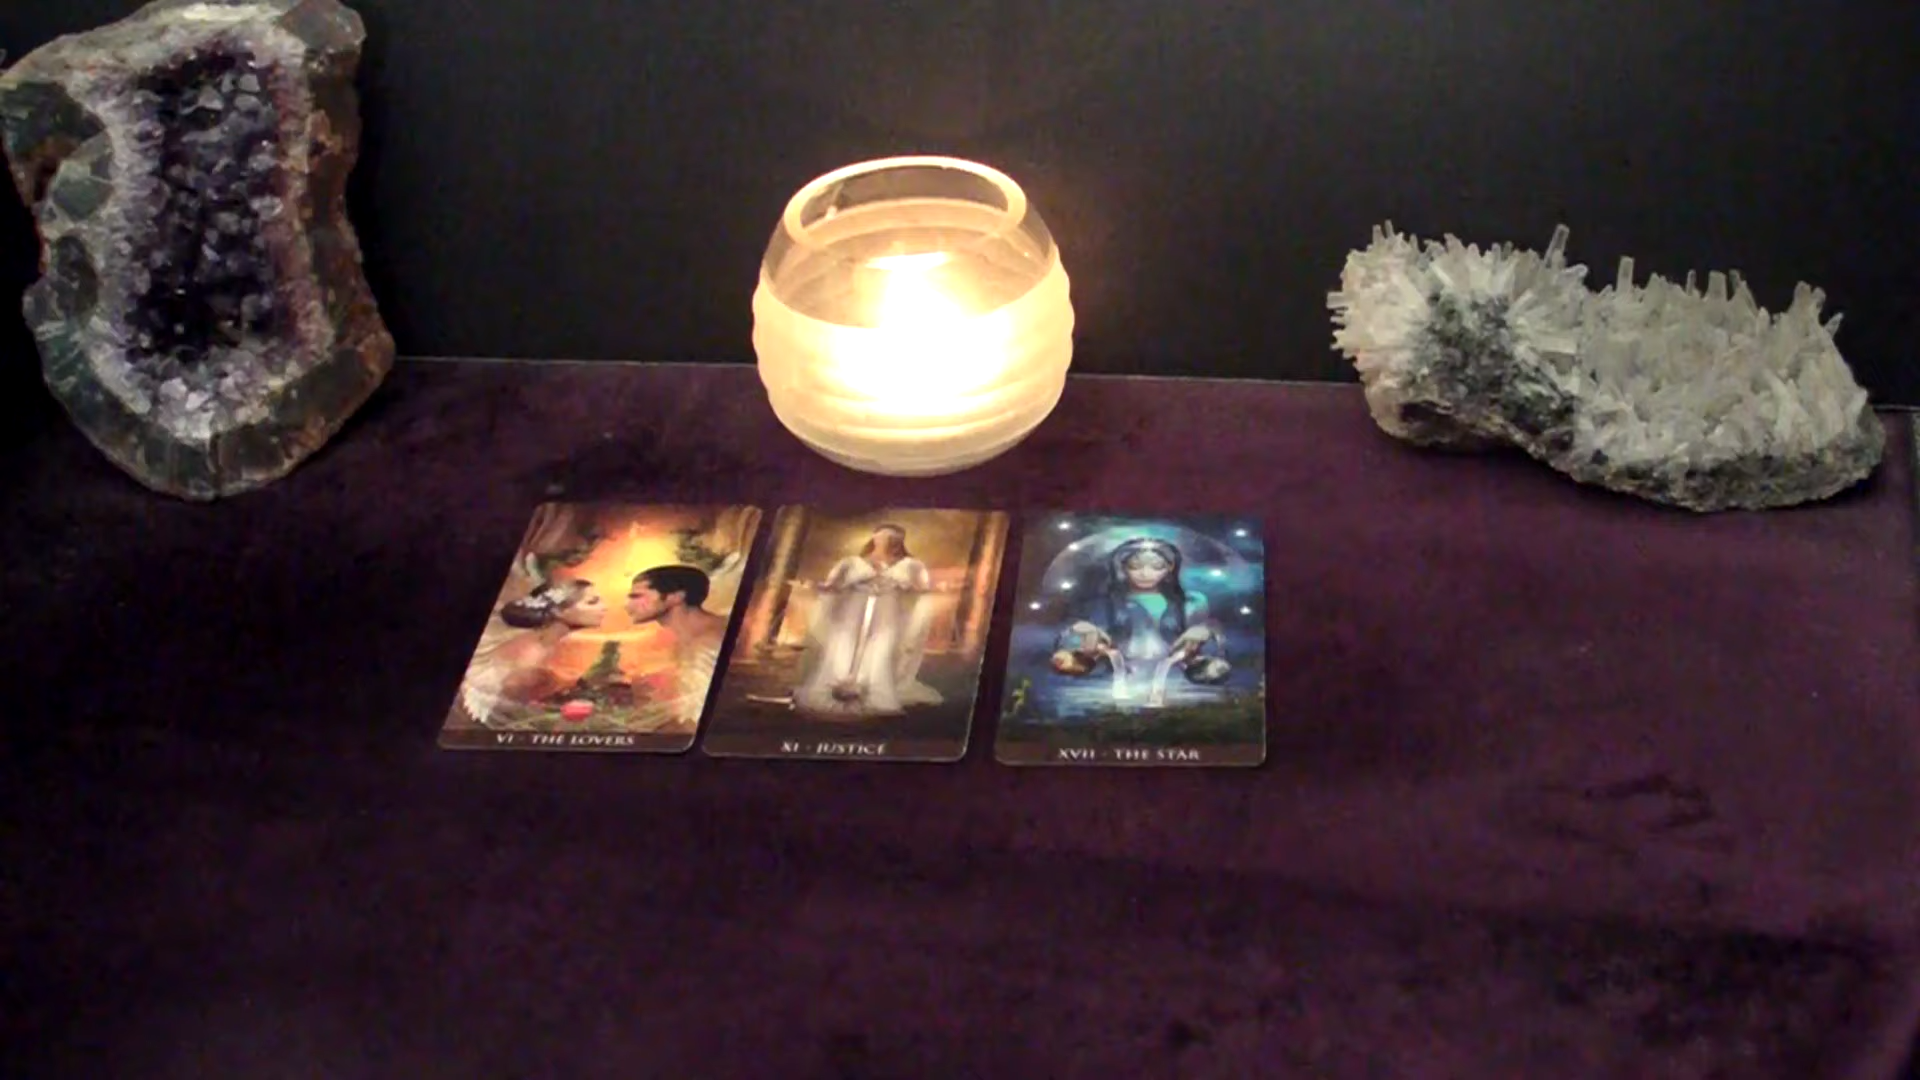 VI · THE LOVERS
XI · JUSTICE
XVII · THE STAR